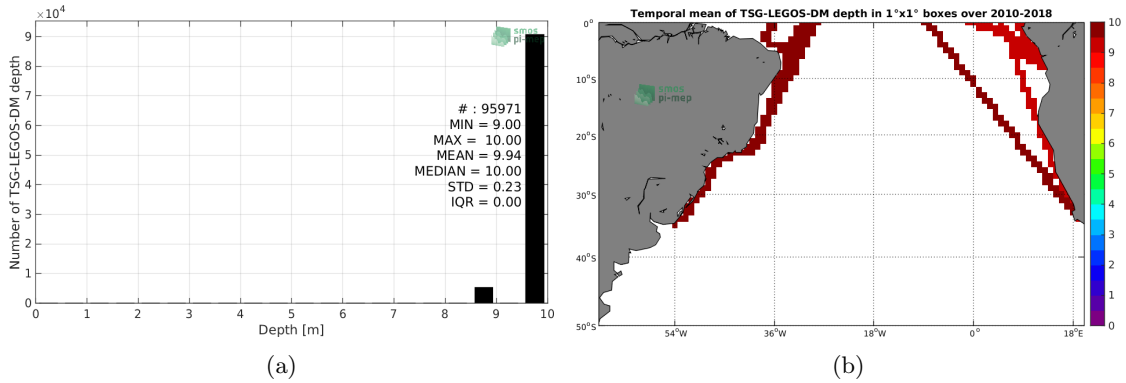 ×10⁴
9
8
7
6
5
4
3
2
1
0
Number of TSG-LEGOS-DM depth
smos
pi-mep
# : 95971
MIN = 9.00
MAX = 10.00
MEAN = 9.94
MEDIAN = 10.00
STD = 0.23
IQR = 0.00
0 1 2 3 4 5 6 7 8 9 10
Depth [m]
(a)
Temporal mean of TSG-LEGOS-DM depth in 1°x1° boxes over 2010-2018
0°
10°S
20°S
30°S
40°S
50°S
smos
pi-mep
54°W 36°W 18°W 0° 18°E
10
9
8
7
6
5
4
3
2
1
0
(b)